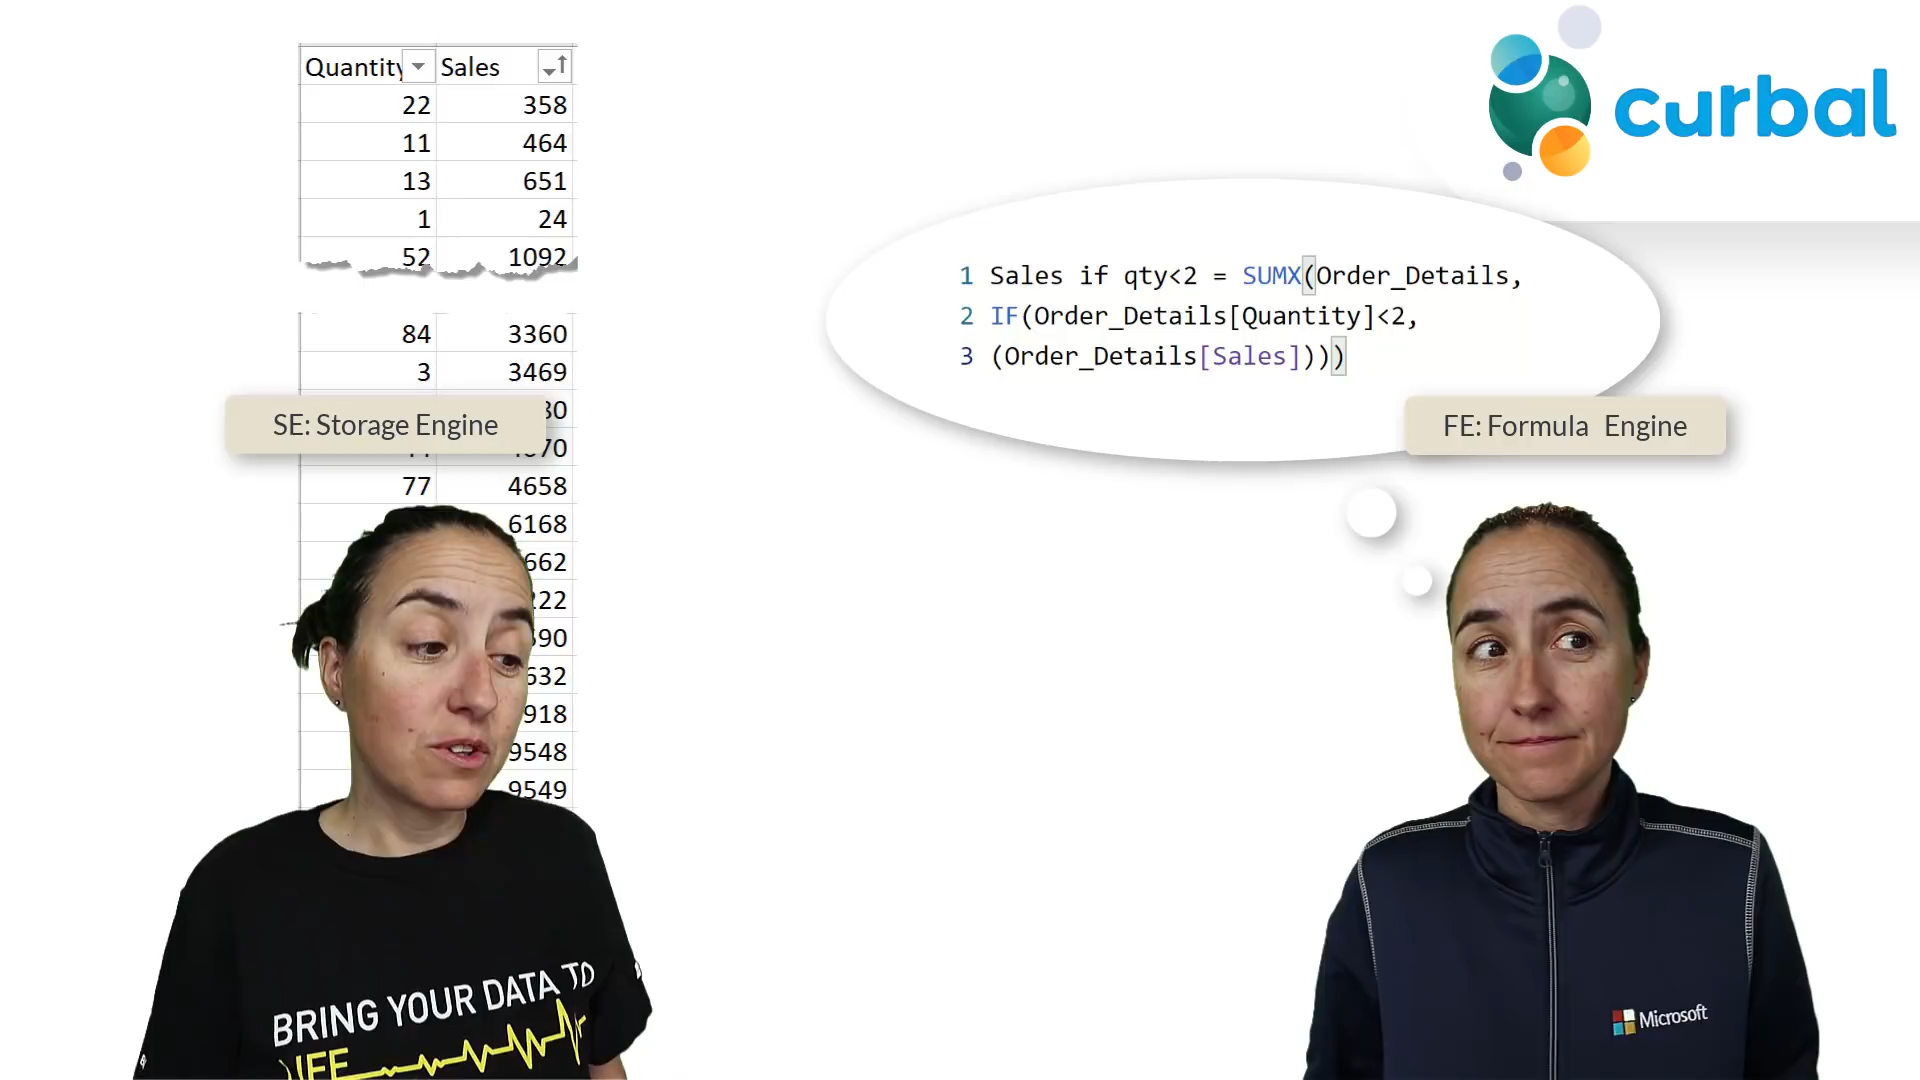 Quantity Sales
22 358
11 464
13 651
1 24
52 1092
84 3360
3 3469
77 4658
6168
9548
9549
SE: Storage Engine
curbal
1 Sales if qty<2 = SUMX(Order_Details,
2 IF(Order_Details[Quantity]<2,
3 (Order_Details[Sales])))
FE: Formula Engine
BRING YOUR DATA TO
LIFE
Microsoft